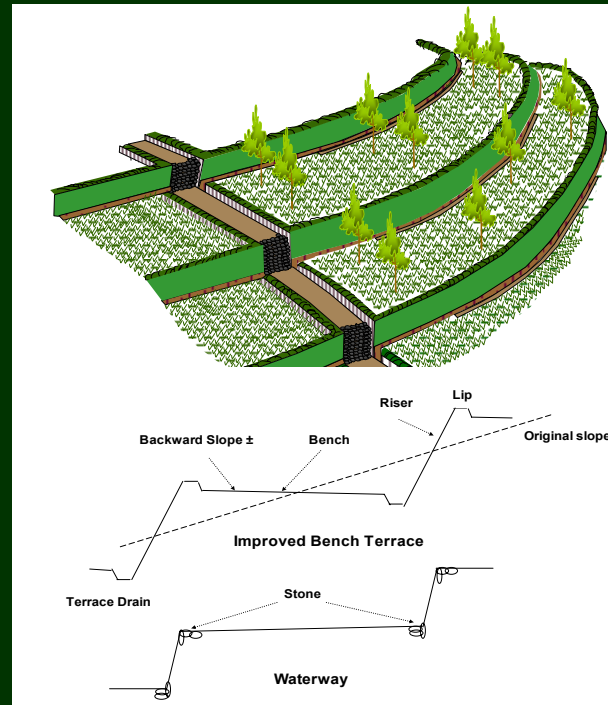 Lip
Riser
Original slope
Backward Slope ±
Bench
Improved Bench Terrace
Terrace Drain
Stone
Waterway